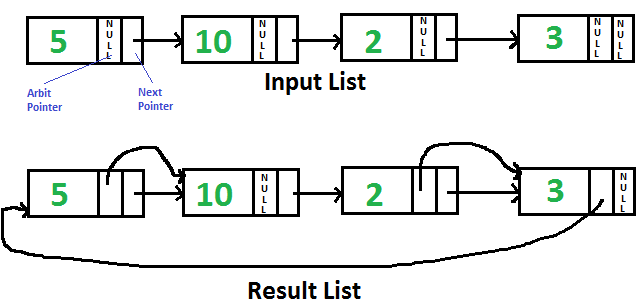 5 NULL 10 NULL 2 NULL 3 NULL NULL
Arbit Pointer
Next Pointer
Input List
5 10 NULL 2 3 NULL
Result List